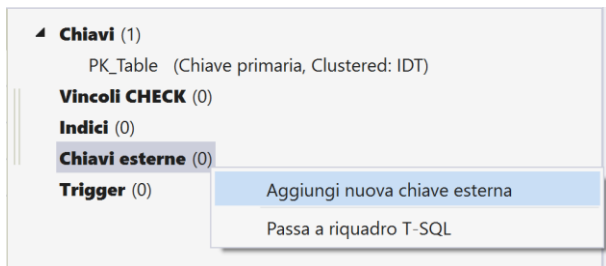 Chiavi (1)
PK_Table (Chiave primaria, Clustered: IDT)
Vincoli CHECK (0)
Indici (0)
Chiavi esterne (0)
Trigger (0)
Aggiungi nuova chiave esterna
Passa a riquadro T-SQL